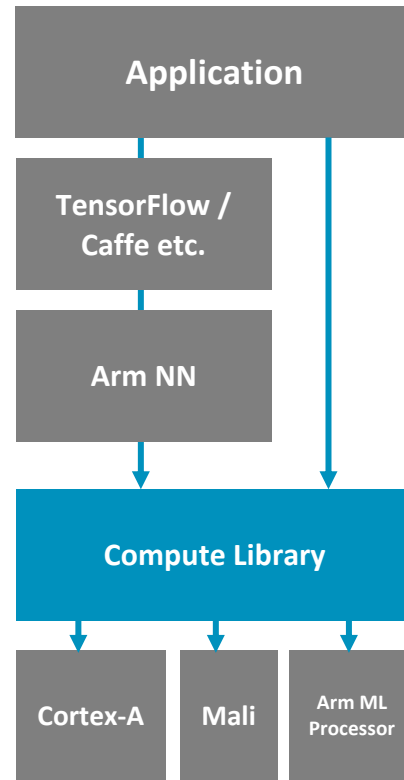 Application
TensorFlow /
Caffe etc.
Arm NN
Compute Library
Cortex-A
Mali
Arm ML
Processor